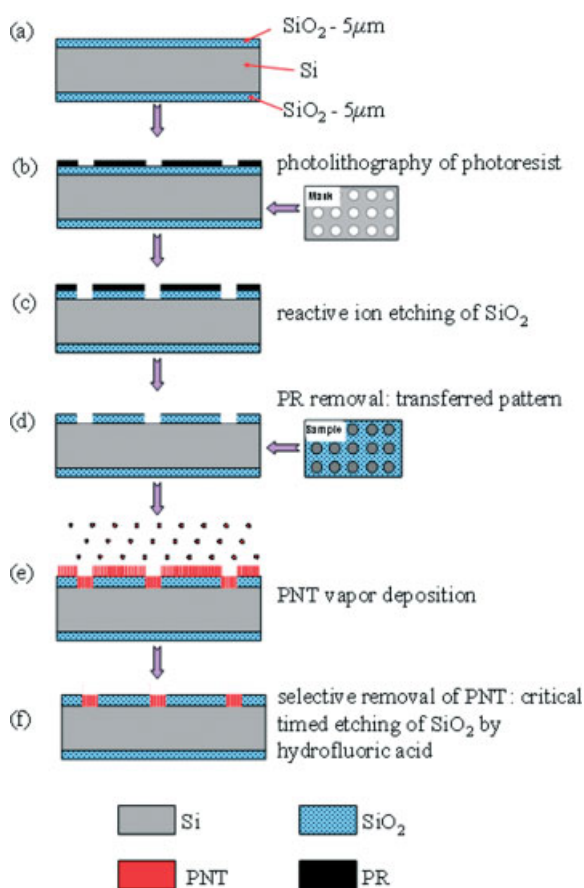 (a)
SiO₂ - 5μm
Si
SiO₂ - 5μm
(b)
photolithography of photoresist
Mask
(c)
reactive ion etching of SiO₂
PR removal: transferred pattern
(d)
Sample
(e)
PNT vapor deposition
(f)
selective removal of PNT: critical
timed etching of SiO₂ by
hydrofluoric acid
Si
SiO₂
PNT
PR